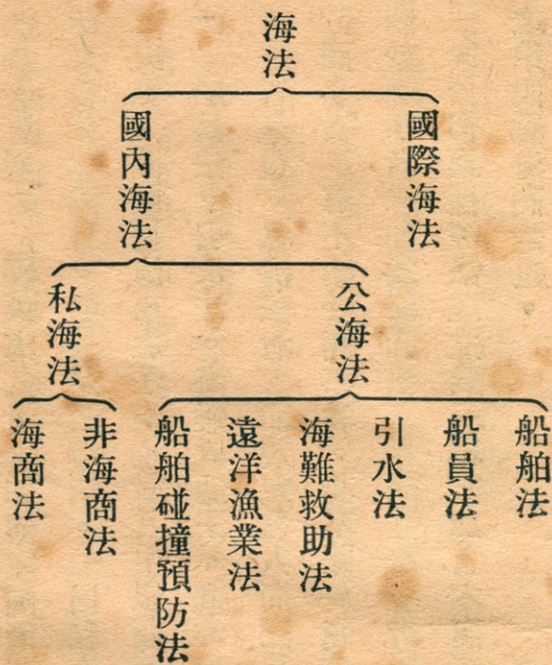 海法
國際海法
國內海法
公海法
私海法
船舶法
船員法
引水法
海難救助法
遠洋漁業法
船舶碰撞預防法
非海商法
海商法